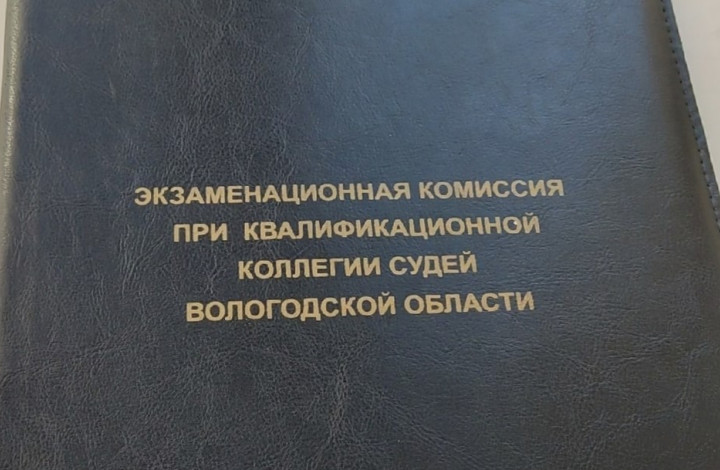 ЭКЗАМЕНАЦИОННАЯ КОМИССИЯ
ПРИ КВАЛИФИКАЦИОННОЙ
КОЛЛЕГИИ СУДЕЙ
ВОЛОГОДСКОЙ ОБЛАСТИ